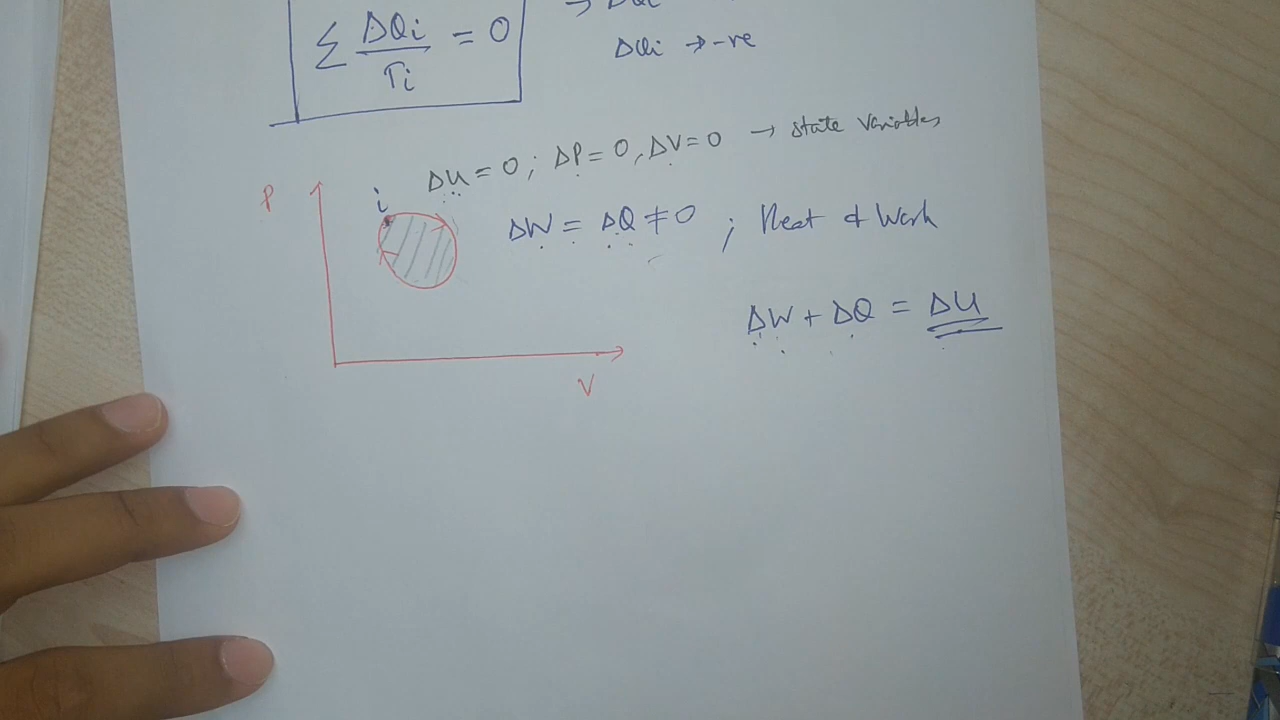 → ΔQi
Σ ΔQi / Ti = 0
ΔQi → -ve
ΔU = 0 ; ΔP = 0, ΔV = 0 → state variables
P
i
ΔW = ΔQ ≠ 0 ; Heat & Work
ΔW + ΔQ = ΔU
V